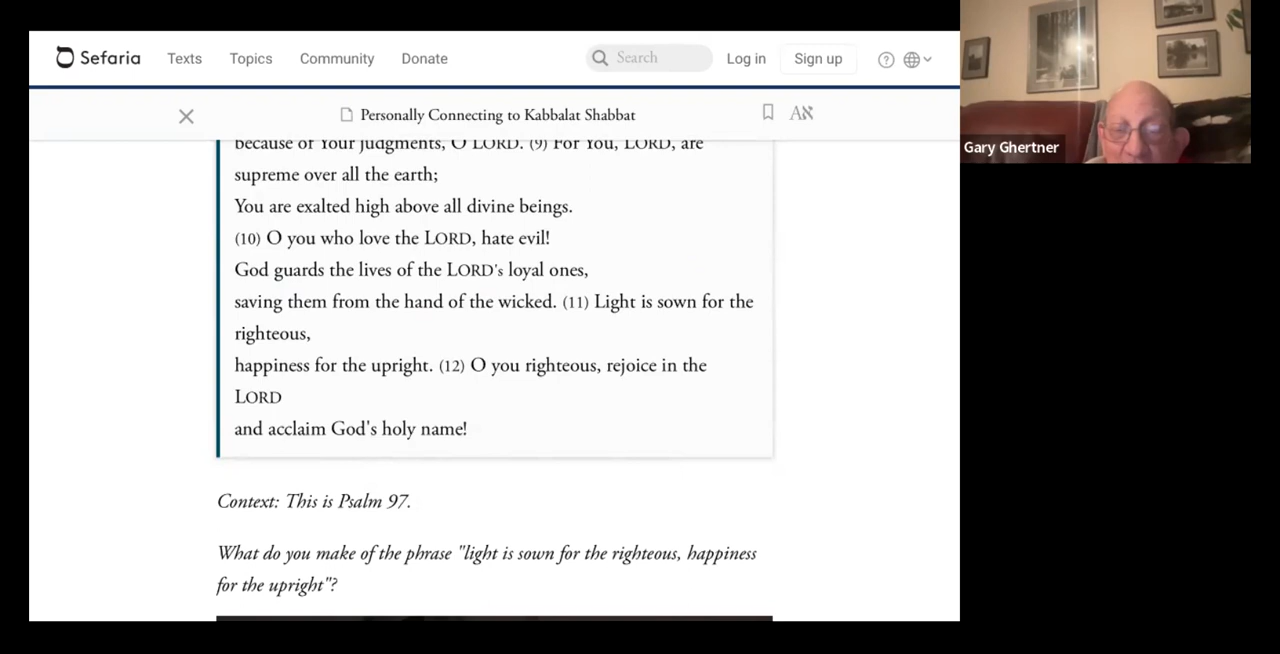 Sefaria Texts Topics Community Donate Search Log in Sign up
Personally Connecting to Kabbalat Shabbat Aא
because of Your judgments, O LORD. (9) For You, LORD, are
supreme over all the earth;
You are exalted high above all divine beings.
(10) O you who love the LORD, hate evil!
God guards the lives of the LORD's loyal ones,
saving them from the hand of the wicked. (11) Light is sown for the
righteous,
happiness for the upright. (12) O you righteous, rejoice in the
LORD
and acclaim God's holy name!
Context: This is Psalm 97.
What do you make of the phrase "light is sown for the righteous, happiness
for the upright"?
Gary Ghertner